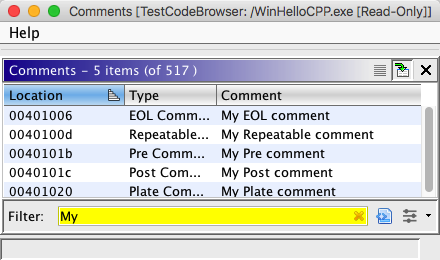 Comments [TestCodeBrowser: /WinHelloCPP.exe [Read-Only]]
Help
Comments – 5 items (of 517 )
Location Type Comment
00401006 EOL Comm... My EOL comment
0040100d Repeatable... My Repeatable comment
0040101b Pre Comm... My Pre comment
0040101c Post Com... My Post comment
00401020 Plate Com... My Plate comment
Filter: My